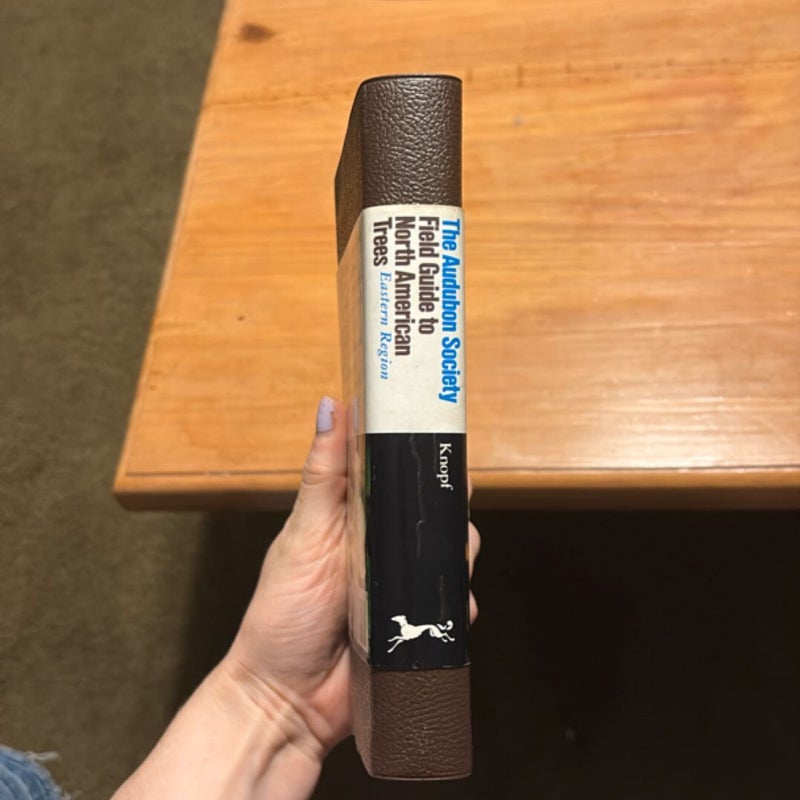 The Audubon Society
Field Guide to
North American
Trees Eastern Region
Knopf